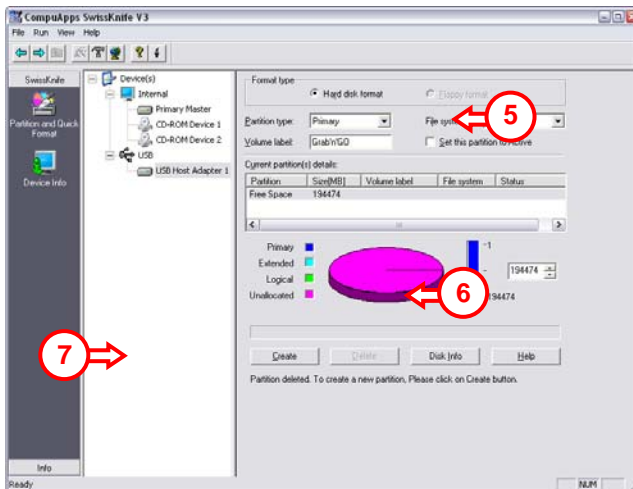 CompuApps SwissKnife V3
File Run View Help
SwissKnife
Partition and Quick Format
Device Info
Info
Device(s)
Internal
Primary Master
CD-ROM Device 1
CD-ROM Device 2
USB
USB Host Adapter 1
Format type
Hard disk format
Floppy format
Partition type: Primary
File syste
5
Volume label: Grab'n'GO
Set this partition to Active
Current partition(s) details:
Partition Size[MB] Volume label File system Status
Free Space 194474
Primary
Extended
Logical
Unallocated
1
194474
6
194474
7
Create Delete Disk Info Help
Partition deleted. To create a new partition, Please click on Create button.
Ready
NUM